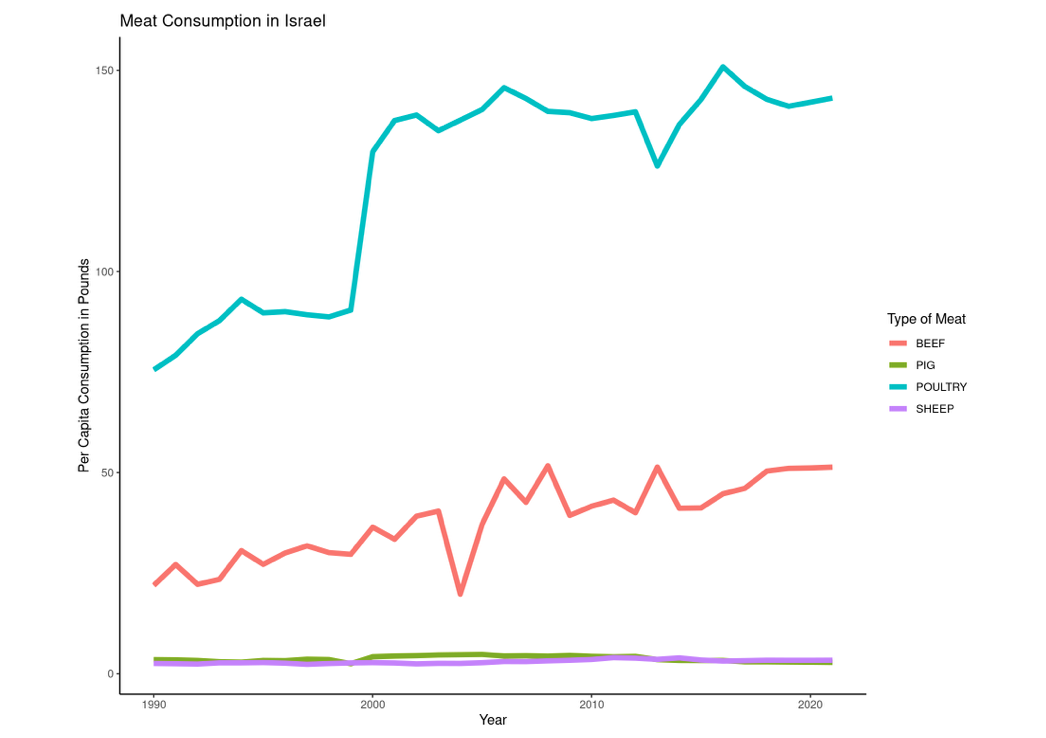 Meat Consumption in Israel
Per Capita Consumption in Pounds
150
100
50
0
1990
2000
2010
2020
Year
Type of Meat
BEEF
PIG
POULTRY
SHEEP